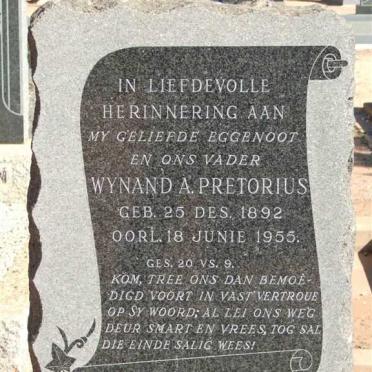 IN LIEFDEVOLLE
HERINNERING AAN
MY GELIEFDE EGGENOOT
EN ONS VADER
WYNAND A. PRETORIUS
GEB. 25 DES. 1892
OORL. 18 JUNIE 1955.
GES. 20 VS. 9.
KOM, TREE ONS DAN BEMOË-
DIGD VOORT IN VAST VERTROUE
OP SY WOORD; AL LEI ONS WEG
DEUR SMART EN VREES, TOG SAL
DIE EINDE SALIG WEES!